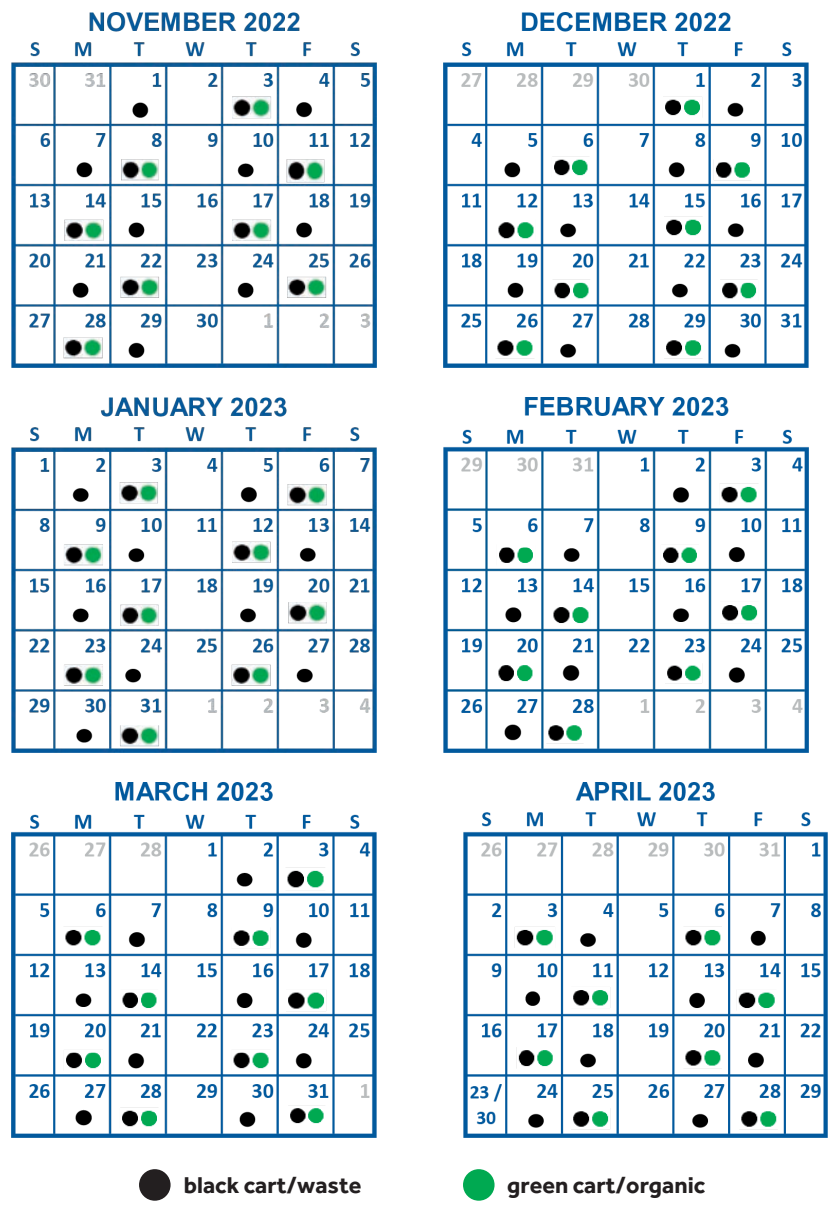 NOVEMBER 2022 DECEMBER 2022
S M T W T F S S M T W T F S
30 31 1 2 3 4 5 27 28 29 30 1 2 3
6 7 8 9 10 11 12 4 5 6 7 8 9 10
13 14 15 16 17 18 19 11 12 13 14 15 16 17
20 21 22 23 24 25 26 18 19 20 21 22 23 24
27 28 29 30 1 2 3 25 26 27 28 29 30 31
JANUARY 2023 FEBRUARY 2023
S M T W T F S S M T W T F S
1 2 3 4 5 6 7 29 30 31 1 2 3 4
8 9 10 11 12 13 14 5 6 7 8 9 10 11
15 16 17 18 19 20 21 12 13 14 15 16 17 18
22 23 24 25 26 27 28 19 20 21 22 23 24 25
29 30 31 1 2 3 4 26 27 28 1 2 3 4
MARCH 2023 APRIL 2023
S M T W T F S S M T W T F S
26 27 28 1 2 3 4 26 27 28 29 30 31 1
5 6 7 8 9 10 11 2 3 4 5 6 7 8
12 13 14 15 16 17 18 9 10 11 12 13 14 15
19 20 21 22 23 24 25 16 17 18 19 20 21 22
26 27 28 29 30 31 1 23 / 30 24 25 26 27 28 29
black cart/waste green cart/organic